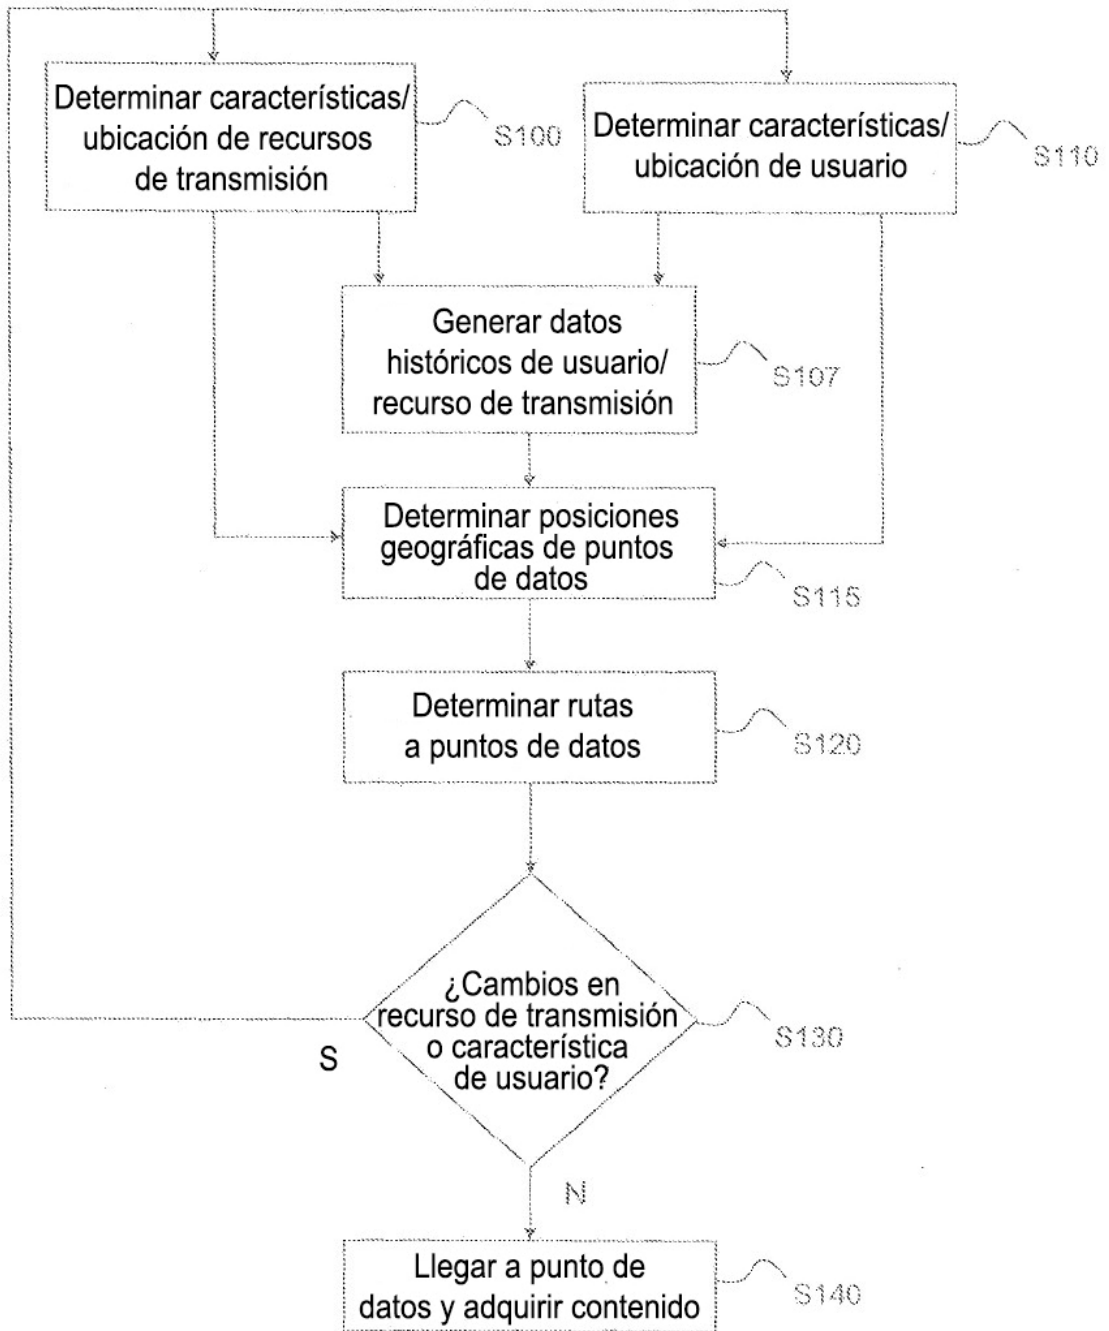 Determinar características/
ubicación de recursos
de transmisión
S100
Determinar características/
ubicación de usuario
S110
Generar datos
históricos de usuario/
recurso de transmisión
S107
Determinar posiciones
geográficas de puntos
de datos
S115
Determinar rutas
a puntos de datos
S120
¿Cambios en
recurso de transmisión
o característica
de usuario?
S130
S
N
Llegar a punto de
datos y adquirir contenido
S140